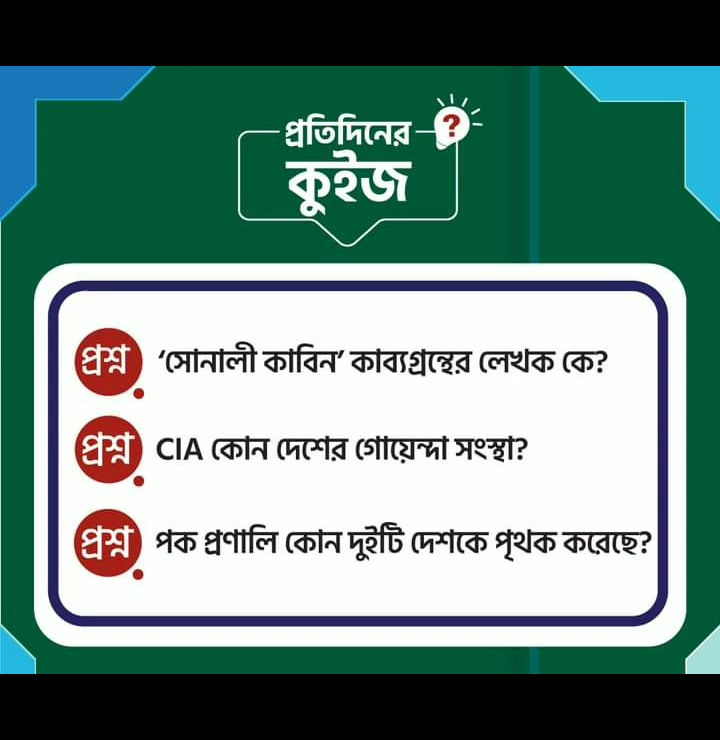 প্রতিদিনের
?
কুইজ
প্রশ্ন. ‘সোনালী কাবিন’ কাব্যগ্রন্থের লেখক কে?
প্রশ্ন. CIA কোন দেশের গোয়েন্দা সংস্থা?
প্রশ্ন. পক প্রণালি কোন দুইটি দেশকে পৃথক করেছে?